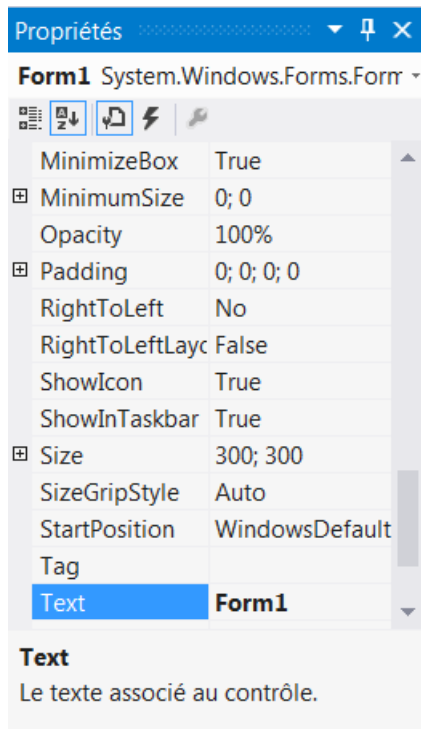 Propriétés
Form1 System.Windows.Forms.Form
MinimizeBox True
MinimumSize 0; 0
Opacity 100%
Padding 0; 0; 0; 0
RightToLeft No
RightToLeftLayc False
ShowIcon True
ShowInTaskbar True
Size 300; 300
SizeGripStyle Auto
StartPosition WindowsDefault
Tag
Text Form1
Text
Le texte associé au contrôle.